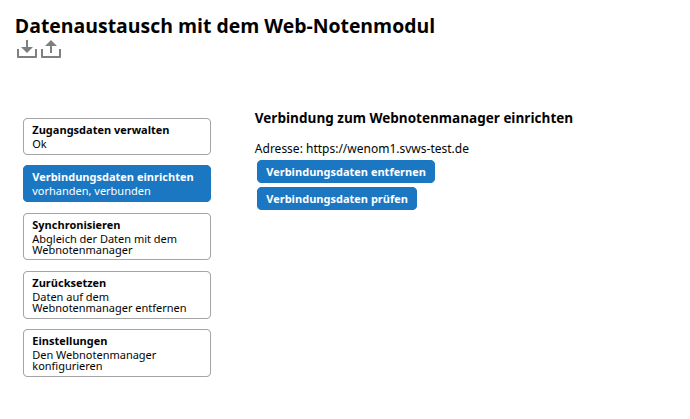 Datenaustausch mit dem Web-Notenmodul
Zugangsdaten verwalten
Ok
Verbindungsdaten einrichten
vorhanden, verbunden
Synchronisieren
Abgleich der Daten mit dem
Webnotenmanager
Zurücksetzen
Daten auf dem
Webnotenmanager entfernen
Einstellungen
Den Webnotenmanager
konfigurieren
Verbindung zum Webnotenmanager einrichten
Adresse: https://wenom1.svws-test.de
Verbindungsdaten entfernen
Verbindungsdaten prüfen